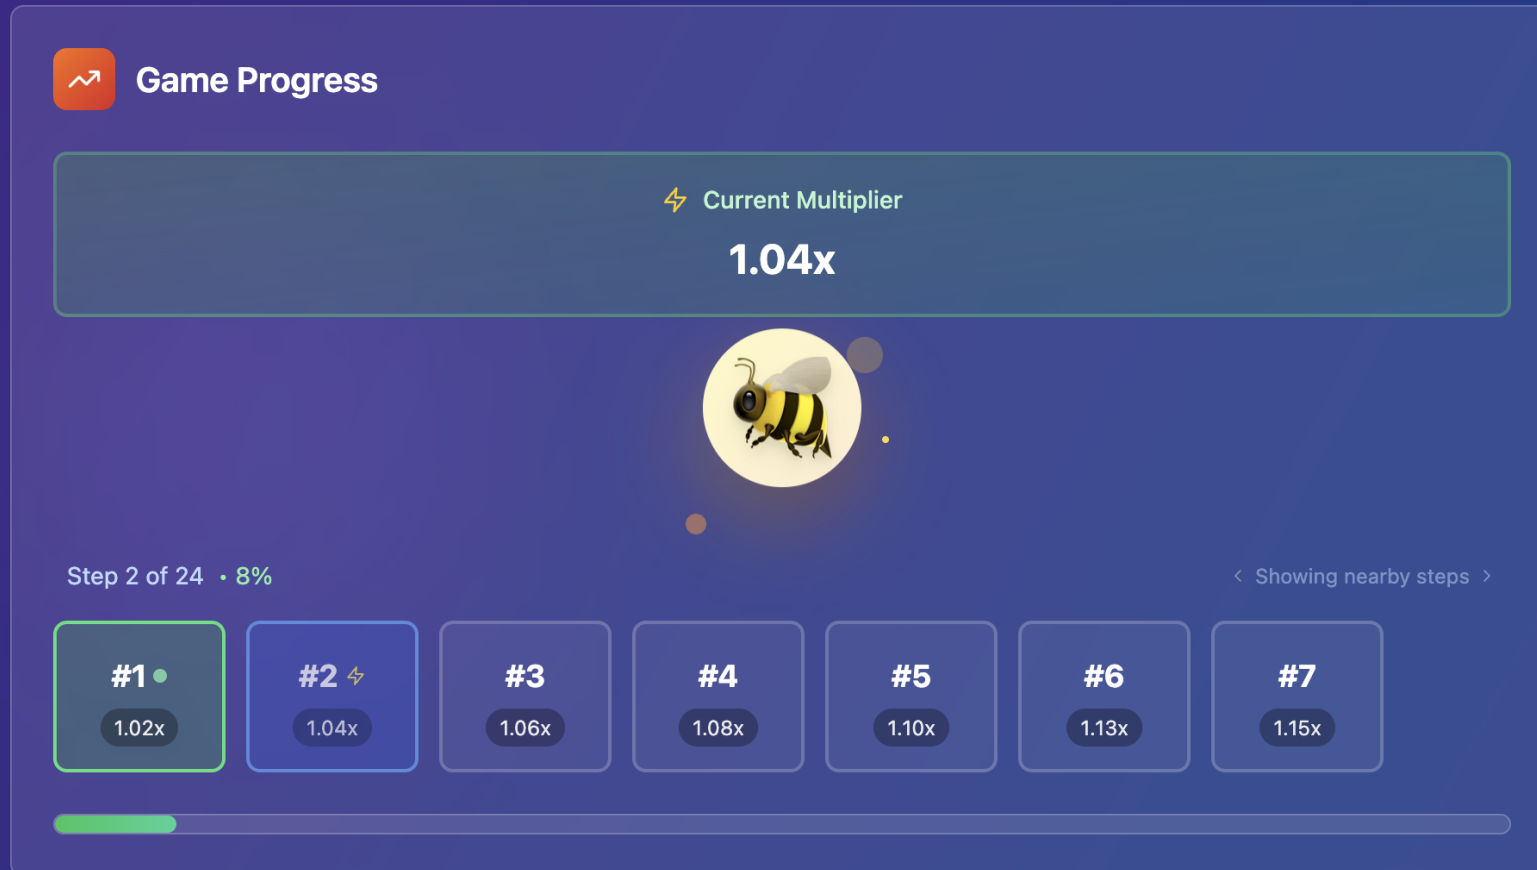 Game Progress
Current Multiplier
1.04x
Step 2 of 24 • 8%
Showing nearby steps
#1
1.02x
#2
1.04x
#3
1.06x
#4
1.08x
#5
1.10x
#6
1.13x
#7
1.15x